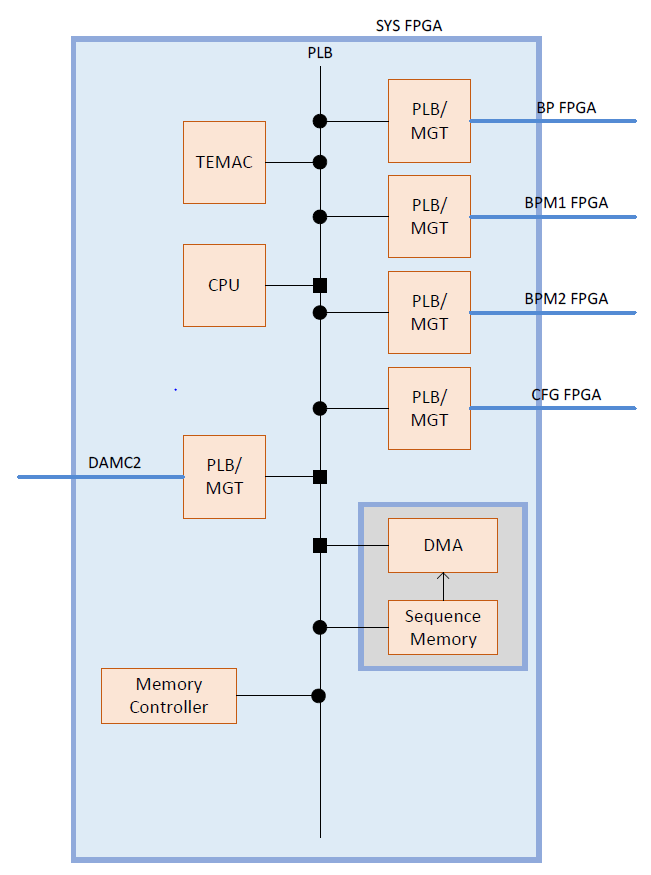 SYS FPGA
PLB
PLB/
MGT
BP FPGA
TEMAC
PLB/
MGT
BPM1 FPGA
CPU
PLB/
MGT
BPM2 FPGA
PLB/
MGT
CFG FPGA
DAMC2
PLB/
MGT
DMA
Sequence
Memory
Memory
Controller